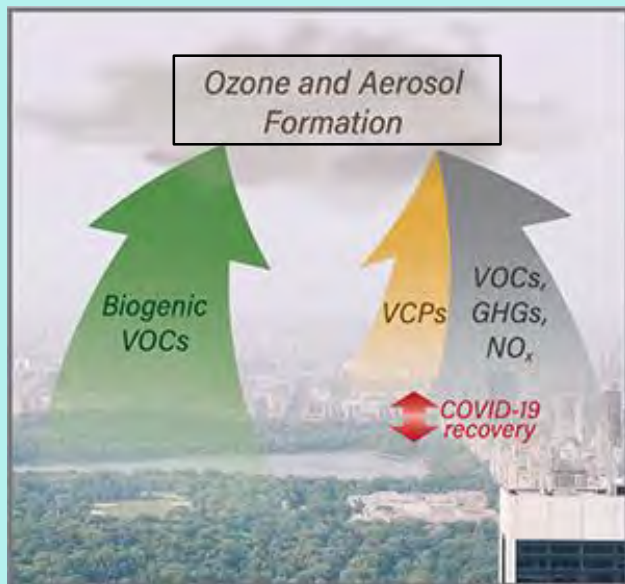 Ozone and Aerosol
Formation
Biogenic
VOCs
VCPs
VOCs,
GHGs,
NOₓ
COVID-19
recovery